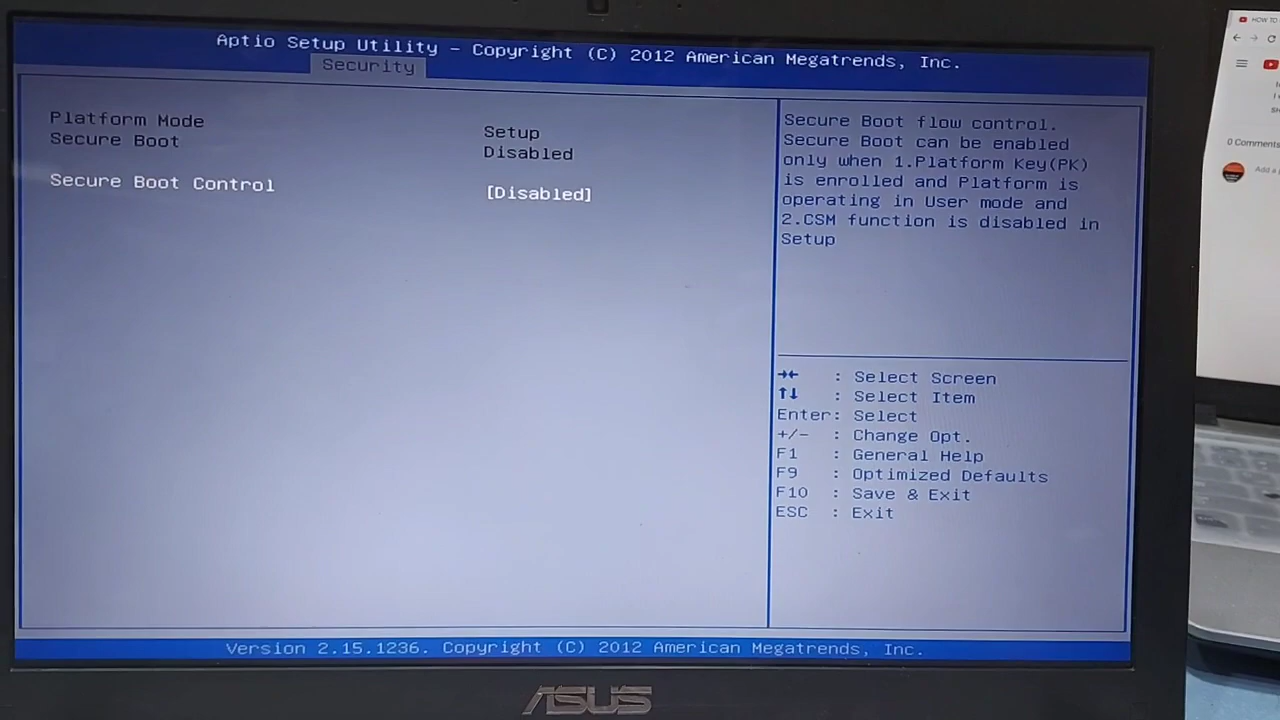 Aptio Setup Utility - Copyright (C) 2012 American Megatrends, Inc.
Security
Platform Mode Setup
Secure Boot Disabled
Secure Boot Control [Disabled]
Secure Boot flow control.
Secure Boot can be enabled
only when 1.Platform Key(PK)
is enrolled and Platform is
operating in User mode and
2.CSM function is disabled in
Setup
→← : Select Screen
↑↓ : Select Item
Enter: Select
+/- : Change Opt.
F1 : General Help
F9 : Optimized Defaults
F10 : Save & Exit
ESC : Exit
Version 2.15.1236. Copyright (C) 2012 American Megatrends, Inc.
ASUS
HOW TO
0 Comments
Add a